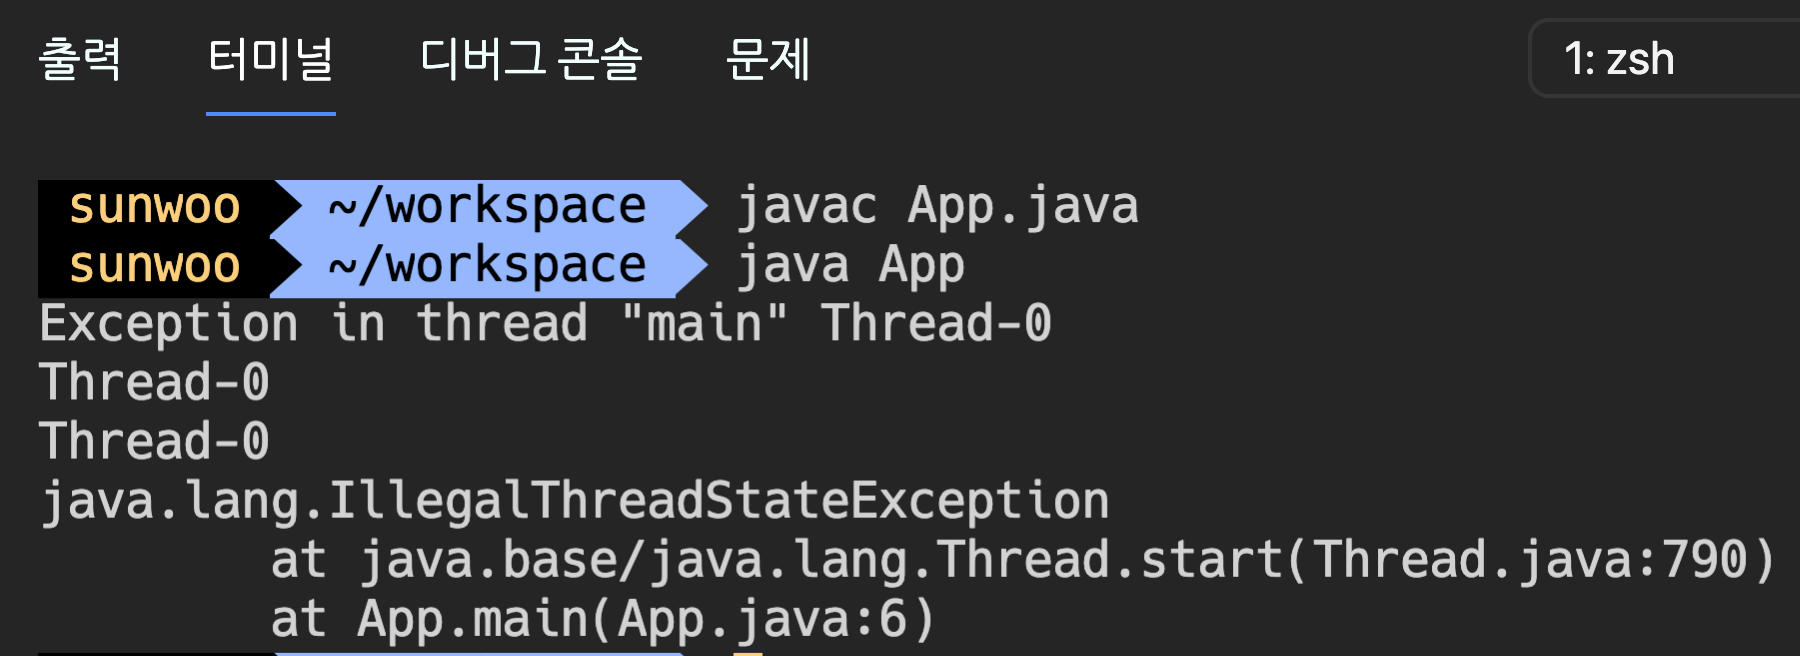 출력 터미널 디버그 콘솔 문제 1: zsh
sunwoo ~/workspace javac App.java
sunwoo ~/workspace java App
Exception in thread "main" Thread-0
Thread-0
Thread-0
java.lang.IllegalThreadStateException
at java.base/java.lang.Thread.start(Thread.java:790)
at App.main(App.java:6)